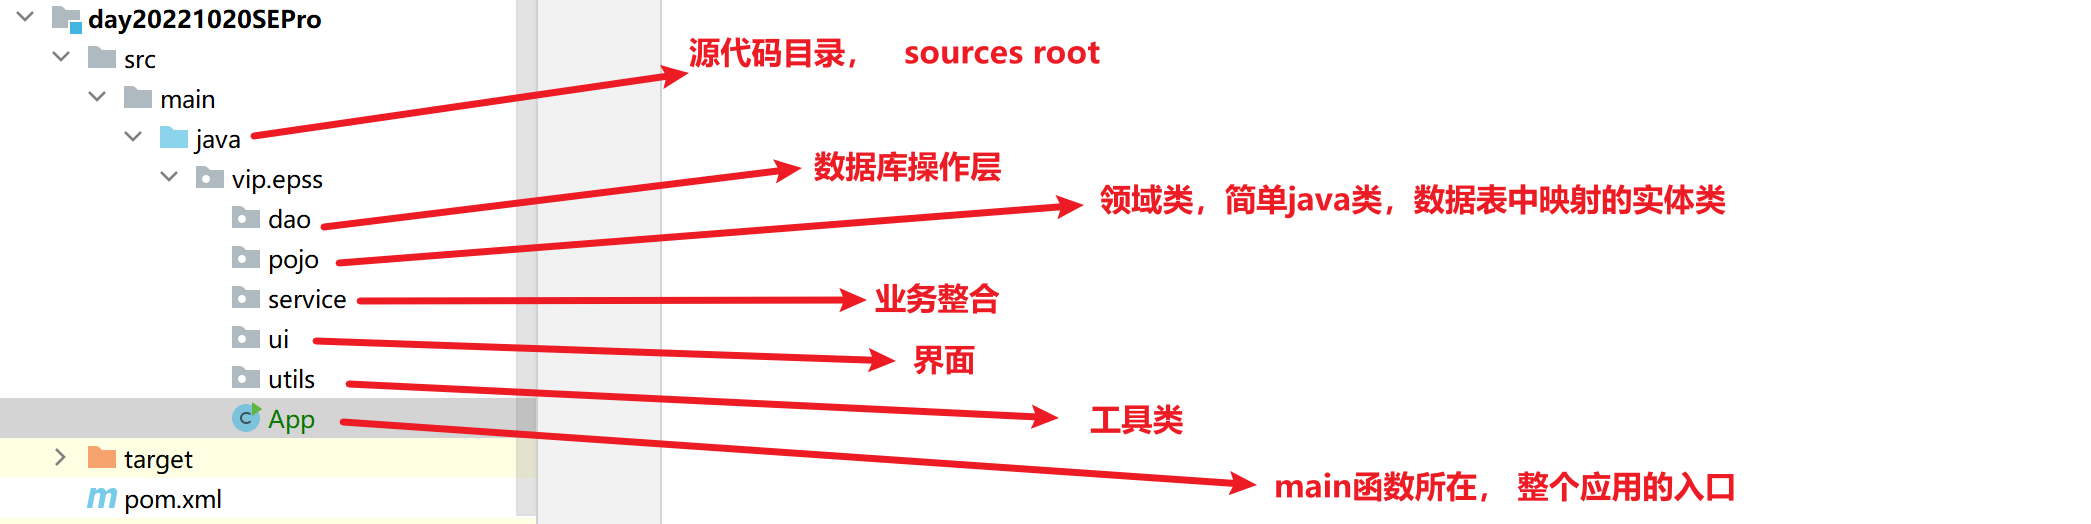 day20221020SEPro
src
源代码目录， sources root
main
java
数据库操作层
vip.epss
领域类，简单java类，数据表中映射的实体类
dao
pojo
service
业务整合
ui
界面
utils
工具类
C App
target
main函数所在， 整个应用的入口
m pom.xml